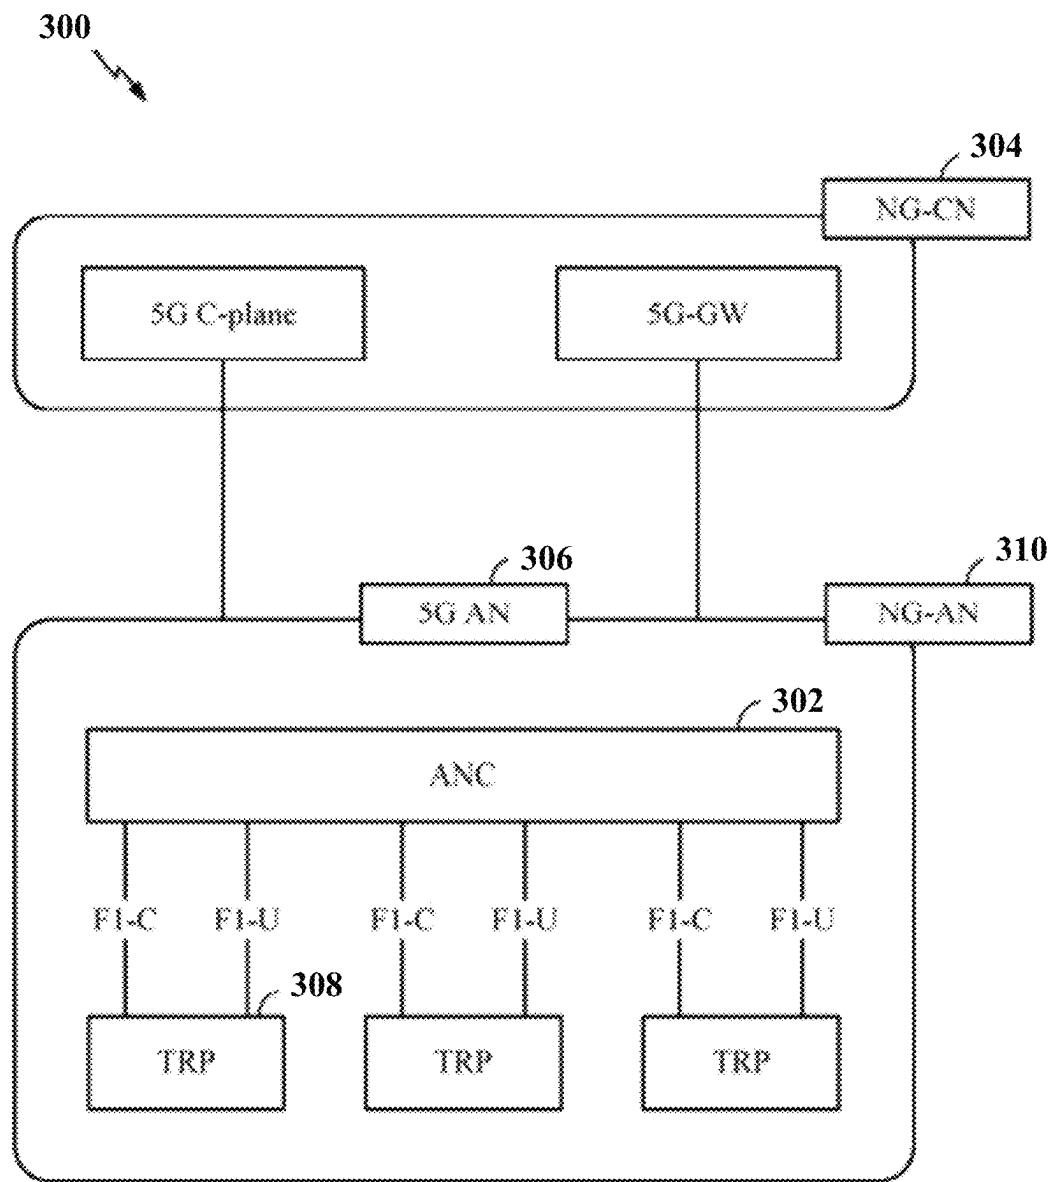 300
304
NG-CN
5G C-plane
5G-GW
306
310
5G AN
NG-AN
302
ANC
F1-C
F1-U
F1-C
F1-U
F1-C
F1-U
308
TRP
TRP
TRP